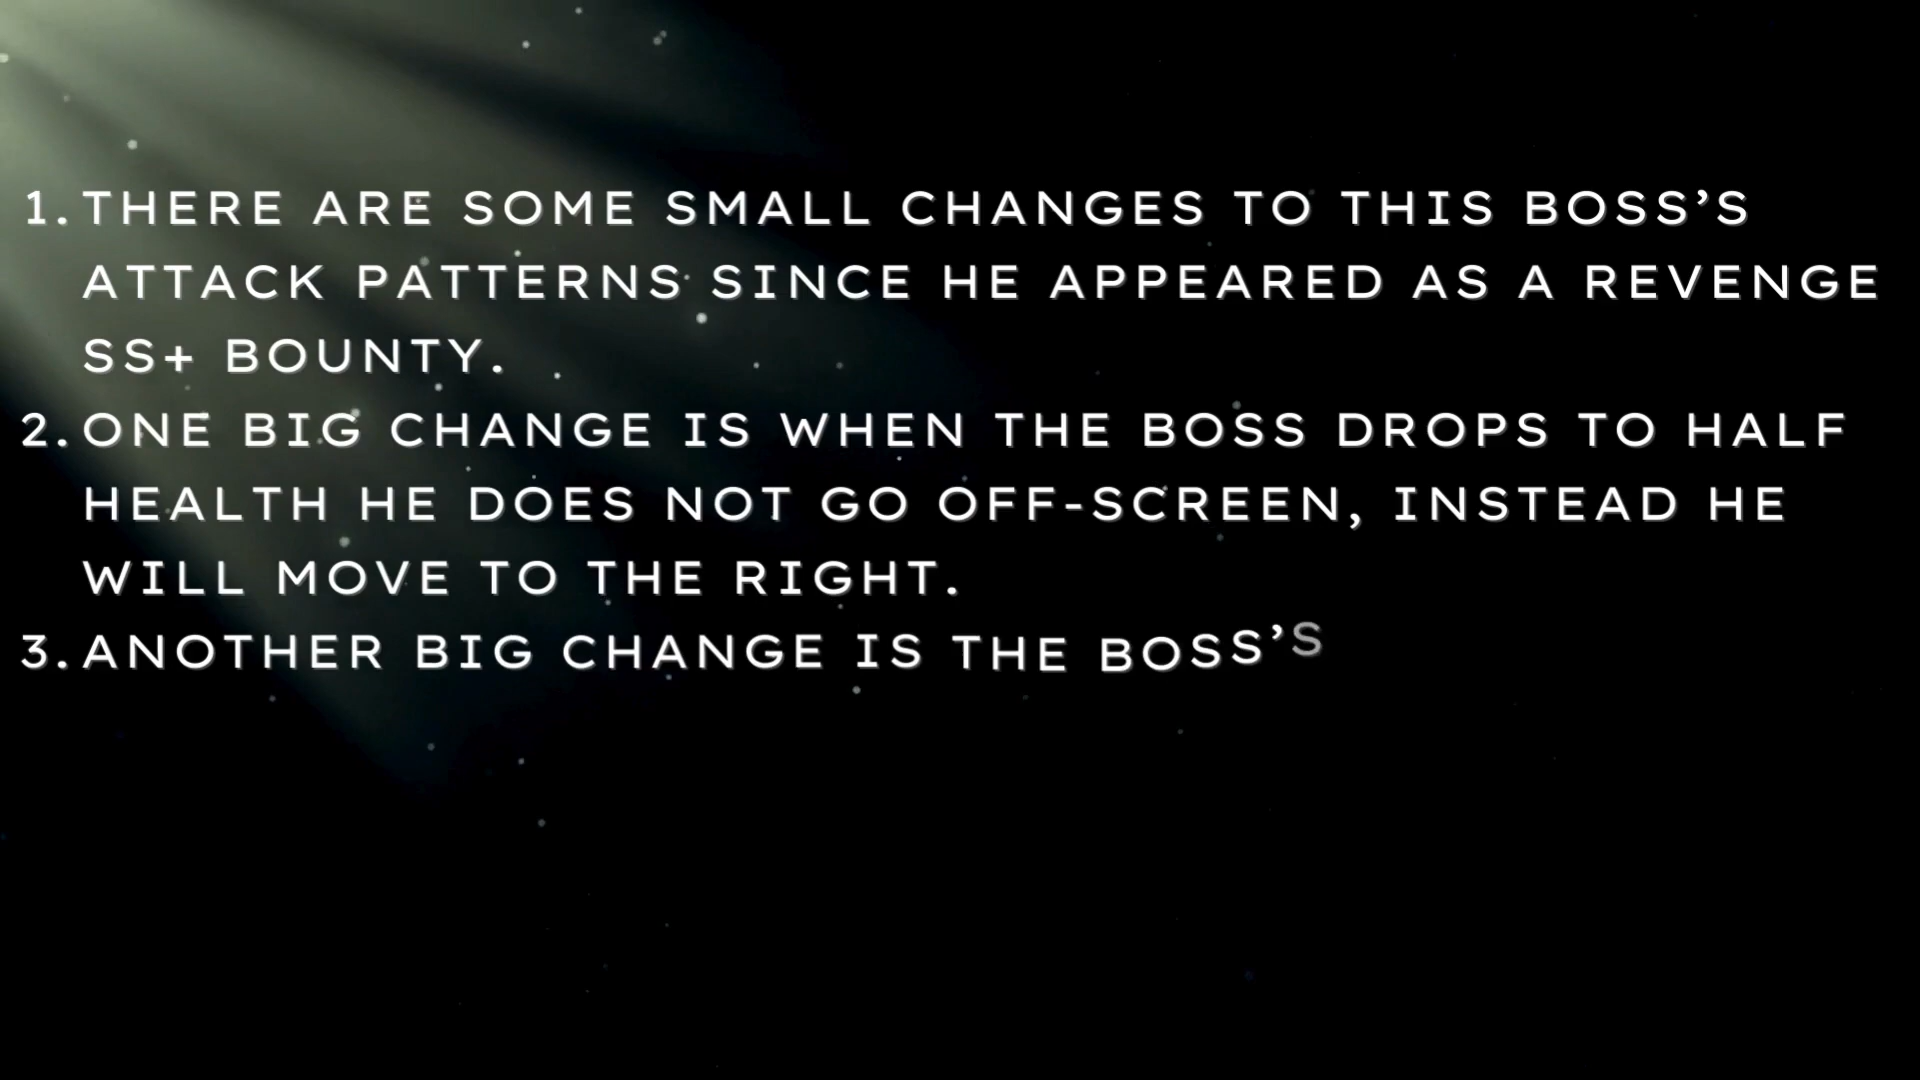 1. THERE ARE SOME SMALL CHANGES TO THIS BOSS’S
ATTACK PATTERNS SINCE HE APPEARED AS A REVENGE
SS+ BOUNTY.
2. ONE BIG CHANGE IS WHEN THE BOSS DROPS TO HALF
HEALTH HE DOES NOT GO OFF-SCREEN, INSTEAD HE
WILL MOVE TO THE RIGHT.
3. ANOTHER BIG CHANGE IS THE BOSS’S